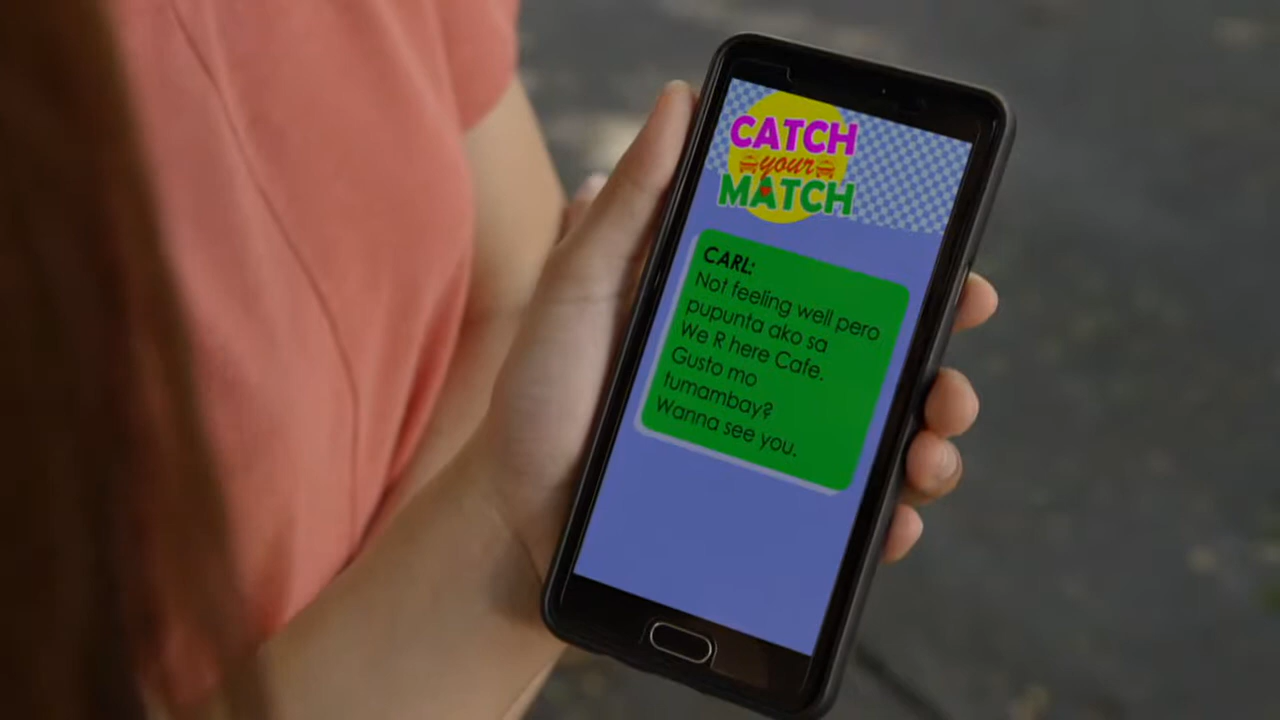 CATCH
your
MATCH
CARL:
Not feeling well pero
pupunta ako sa
We R here Cafe.
Gusto mo
tumambay?
Wanna see you.